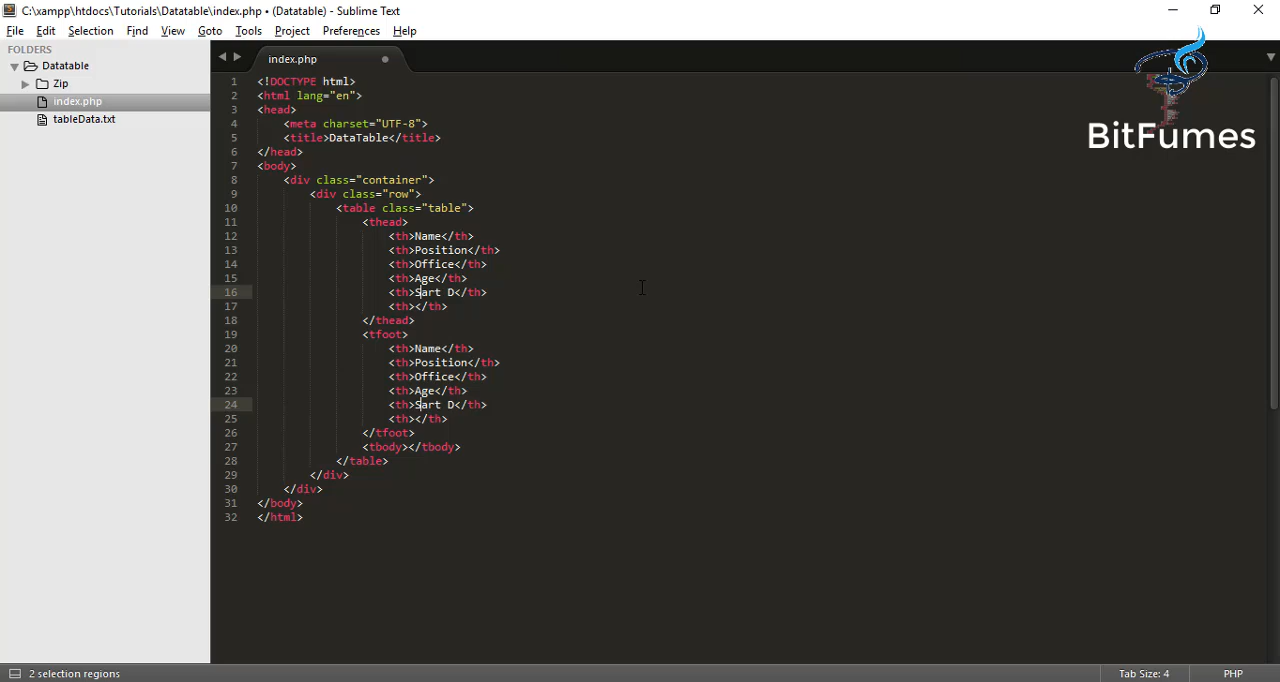 C:\xampp\htdocs\Tutorials\Datatable\index.php • (Datatable) - Sublime Text
File Edit Selection Find View Goto Tools Project Preferences Help
FOLDERS
Datatable
Zip
index.php
tableData.txt
index.php
BitFumes
1 <!DOCTYPE html>
2 <html lang="en">
3 <head>
4 <meta charset="UTF-8">
5 <title>DataTable</title>
6 </head>
7 <body>
8 <div class="container">
9 <div class="row">
10 <table class="table">
11 <thead>
12 <th>Name</th>
13 <th>Position</th>
14 <th>Office</th>
15 <th>Age</th>
16 <th>Sart D</th>
17 <th></th>
18 </thead>
19 <tfoot>
20 <th>Name</th>
21 <th>Position</th>
22 <th>Office</th>
23 <th>Age</th>
24 <th>Sart D</th>
25 <th></th>
26 </tfoot>
27 <tbody></tbody>
28 </table>
29 </div>
30 </div>
31 </body>
32 </html>
2 selection regions
Tab Size: 4
PHP